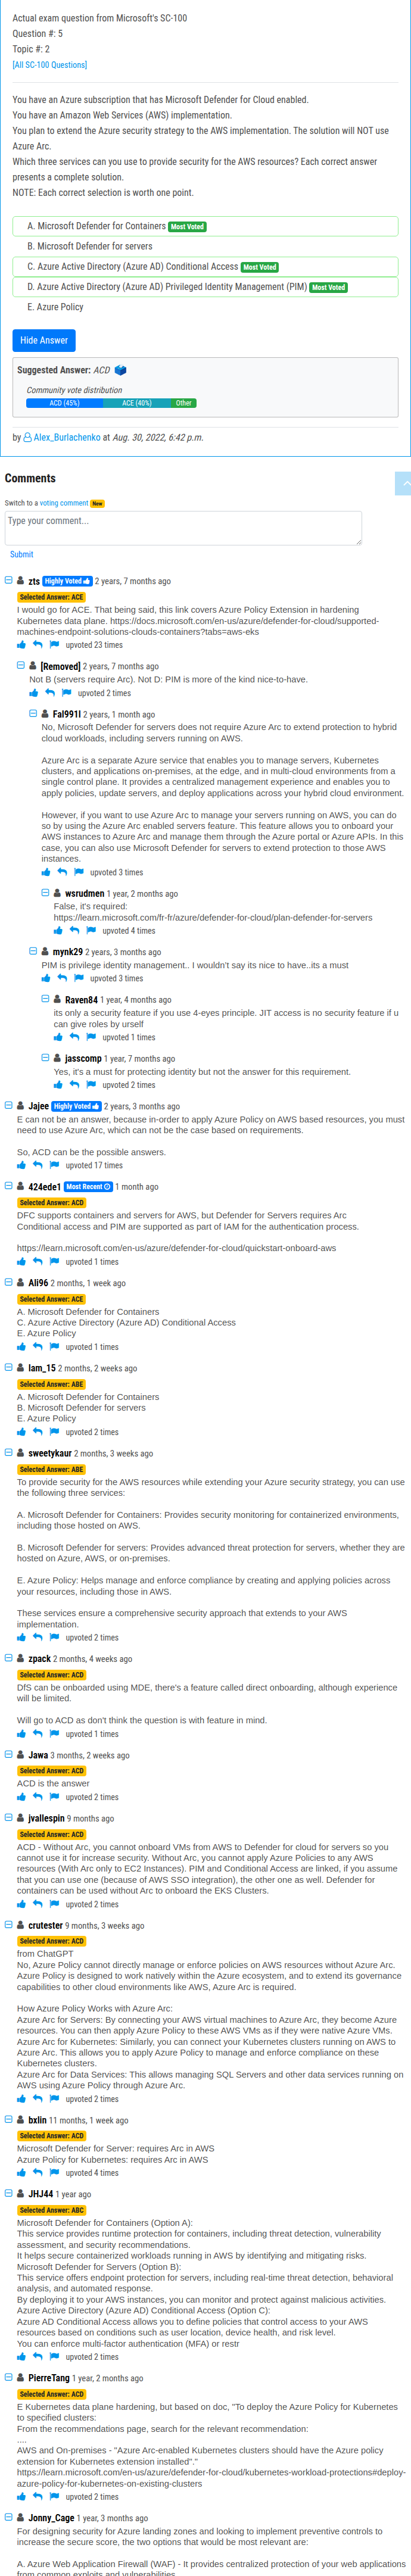 Actual exam question from Microsoft's SC-100
Question #: 5
Topic #: 2
[All SC-100 Questions]
You have an Azure subscription that has Microsoft Defender for Cloud enabled.
You have an Amazon Web Services (AWS) implementation.
You plan to extend the Azure security strategy to the AWS implementation. The solution will NOT use
Azure Arc.
Which three services can you use to provide security for the AWS resources? Each correct answer
presents a complete solution.
NOTE: Each correct selection is worth one point.
A. Microsoft Defender for Containers Most Voted
B. Microsoft Defender for servers
C. Azure Active Directory (Azure AD) Conditional Access Most Voted
D. Azure Active Directory (Azure AD) Privileged Identity Management (PIM) Most Voted
E. Azure Policy
Hide Answer
Suggested Answer: ACD
Community vote distribution
ACD (45%) ACE (40%) Other
by Alex_Burlachenko at Aug. 30, 2022, 6:42 p.m.
Comments
Switch to a voting comment New
Type your comment...
Submit
zts Highly Voted 2 years, 7 months ago
Selected Answer: ACE
I would go for ACE. That being said, this link covers Azure Policy Extension in hardening
Kubernetes data plane. https://docs.microsoft.com/en-us/azure/defender-for-cloud/supported-
machines-endpoint-solutions-clouds-containers?tabs=aws-eks
upvoted 23 times
[Removed] 2 years, 7 months ago
Not B (servers require Arc). Not D: PIM is more of the kind nice-to-have.
upvoted 2 times
Fal991l 2 years, 1 month ago
No, Microsoft Defender for servers does not require Azure Arc to extend protection to hybrid
cloud workloads, including servers running on AWS.
Azure Arc is a separate Azure service that enables you to manage servers, Kubernetes
clusters, and applications on-premises, at the edge, and in multi-cloud environments from a
single control plane. It provides a centralized management experience and enables you to
apply policies, update servers, and deploy applications across your hybrid cloud environment.
However, if you want to use Azure Arc to manage your servers running on AWS, you can do
so by using the Azure Arc enabled servers feature. This feature allows you to onboard your
AWS instances to Azure Arc and manage them through the Azure portal or Azure APIs. In this
case, you can also use Microsoft Defender for servers to extend protection to those AWS
instances.
upvoted 3 times
wsrudmen 1 year, 2 months ago
False, it's required:
https://learn.microsoft.com/fr-fr/azure/defender-for-cloud/plan-defender-for-servers
upvoted 4 times
mynk29 2 years, 3 months ago
PIM is privilege identity management.. I wouldn't say its nice to have..its a must
upvoted 3 times
Raven84 1 year, 4 months ago
its only a security feature if you use 4-eyes principle. JIT access is no security feature if u
can give roles by urself
upvoted 1 times
jasscomp 1 year, 7 months ago
Yes, it's a must for protecting identity but not the answer for this requirement.
upvoted 2 times
Jajee Highly Voted 2 years, 3 months ago
E can not be an answer, because in-order to apply Azure Policy on AWS based resources, you must
need to use Azure Arc, which can not be the case based on requirements.
So, ACD can be the possible answers.
upvoted 17 times
424ede1 Most Recent 1 month ago
Selected Answer: ACD
DFC supports containers and servers for AWS, but Defender for Servers requires Arc
Conditional access and PIM are supported as part of IAM for the authentication process.
https://learn.microsoft.com/en-us/azure/defender-for-cloud/quickstart-onboard-aws
upvoted 1 times
Ali96 2 months, 1 week ago
Selected Answer: ACE
A. Microsoft Defender for Containers
C. Azure Active Directory (Azure AD) Conditional Access
E. Azure Policy
upvoted 1 times
Iam_15 2 months, 2 weeks ago
Selected Answer: ABE
A. Microsoft Defender for Containers
B. Microsoft Defender for servers
E. Azure Policy
upvoted 2 times
sweetykaur 2 months, 3 weeks ago
Selected Answer: ABE
To provide security for the AWS resources while extending your Azure security strategy, you can use
the following three services:
A. Microsoft Defender for Containers: Provides security monitoring for containerized environments,
including those hosted on AWS.
B. Microsoft Defender for servers: Provides advanced threat protection for servers, whether they are
hosted on Azure, AWS, or on-premises.
E. Azure Policy: Helps manage and enforce compliance by creating and applying policies across
your resources, including those in AWS.
These services ensure a comprehensive security approach that extends to your AWS
implementation.
upvoted 2 times
zpack 2 months, 4 weeks ago
Selected Answer: ACD
DfS can be onboarded using MDE, there's a feature called direct onboarding, although experience
will be limited.
Will go to ACD as don't think the question is with feature in mind.
upvoted 1 times
Jawa 3 months, 2 weeks ago
Selected Answer: ACD
ACD is the answer
upvoted 2 times
jvallespin 9 months ago
Selected Answer: ACD
ACD - Without Arc, you cannot onboard VMs from AWS to Defender for cloud for servers so you
cannot use it for increase security. Without Arc, you cannot apply Azure Policies to any AWS
resources (With Arc only to EC2 Instances). PIM and Conditional Access are linked, if you assume
that you can use one (because of AWS SSO integration), the other one as well. Defender for
containers can be used without Arc to onboard the EKS Clusters.
upvoted 2 times
crutester 9 months, 3 weeks ago
Selected Answer: ACD
from ChatGPT
No, Azure Policy cannot directly manage or enforce policies on AWS resources without Azure Arc.
Azure Policy is designed to work natively within the Azure ecosystem, and to extend its governance
capabilities to other cloud environments like AWS, Azure Arc is required.
How Azure Policy Works with Azure Arc:
Azure Arc for Servers: By connecting your AWS virtual machines to Azure Arc, they become Azure
resources. You can then apply Azure Policy to these AWS VMs as if they were native Azure VMs.
Azure Arc for Kubernetes: Similarly, you can connect your Kubernetes clusters running on AWS to
Azure Arc. This allows you to apply Azure Policy to manage and enforce compliance on these
Kubernetes clusters.
Azure Arc for Data Services: This allows managing SQL Servers and other data services running on
AWS using Azure Policy through Azure Arc.
upvoted 2 times
bxlin 11 months, 1 week ago
Selected Answer: ACD
Microsoft Defender for Server: requires Arc in AWS
Azure Policy for Kubernetes: requires Arc in AWS
upvoted 4 times
JHJ44 1 year ago
Selected Answer: ABC
Microsoft Defender for Containers (Option A):
This service provides runtime protection for containers, including threat detection, vulnerability
assessment, and security recommendations.
It helps secure containerized workloads running in AWS by identifying and mitigating risks.
Microsoft Defender for Servers (Option B):
This service offers endpoint protection for servers, including real-time threat detection, behavioral
analysis, and automated response.
By deploying it to your AWS instances, you can monitor and protect against malicious activities.
Azure Active Directory (Azure AD) Conditional Access (Option C):
Azure AD Conditional Access allows you to define policies that control access to your AWS
resources based on conditions such as user location, device health, and risk level.
You can enforce multi-factor authentication (MFA) or restr
upvoted 2 times
PierreTang 1 year, 2 months ago
Selected Answer: ACD
E Kubernetes data plane hardening, but based on doc, "To deploy the Azure Policy for Kubernetes
to specified clusters:
From the recommendations page, search for the relevant recommendation:
....
AWS and On-premises - "Azure Arc-enabled Kubernetes clusters should have the Azure policy
extension for Kubernetes extension installed"."
https://learn.microsoft.com/en-us/azure/defender-for-cloud/kubernetes-workload-protections#deploy-
azure-policy-for-kubernetes-on-existing-clusters
upvoted 2 times
Jonny_Cage 1 year, 3 months ago
For designing security for Azure landing zones and looking to implement preventive controls to
increase the secure score, the two options that would be most relevant are:
A. Azure Web Application Firewall (WAF) - It provides centralized protection of your web applications
from common exploits and vulnerabilities.